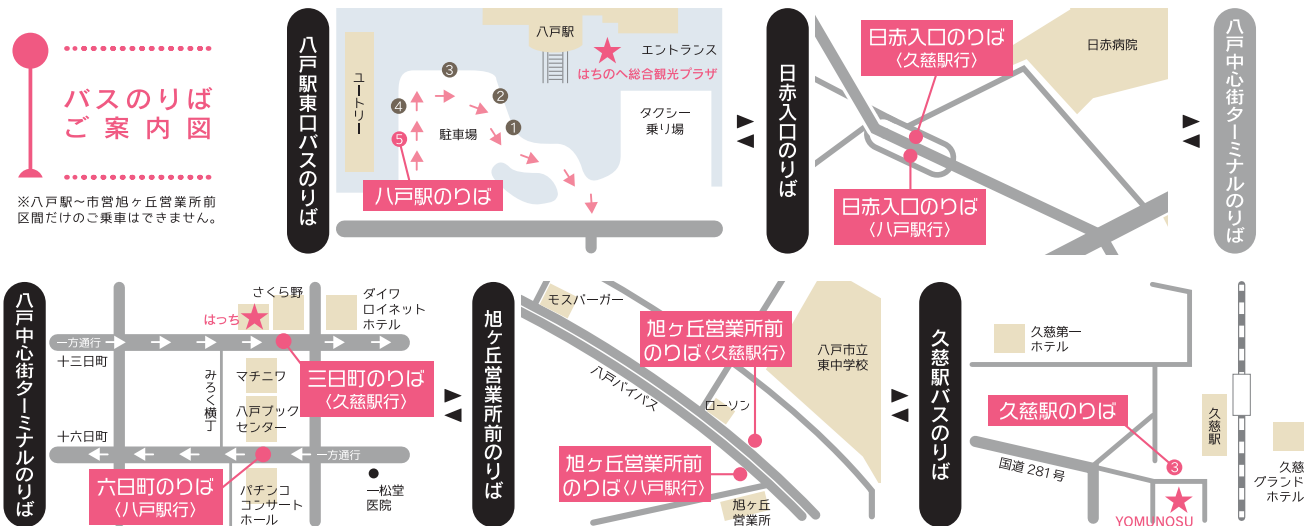 バスのりば
ご案内図
※八戸駅〜市営旭ヶ丘営業所前
区間だけのご乗車はできません。
八戸駅東口バスのりば
八戸駅
エントランス
はちのへ総合観光プラザ
ユートリー
③
②
④
①
⑤
駐車場
タクシー
乗り場
八戸駅のりば
日赤入口のりば
日赤入口のりば
〈久慈駅行〉
日赤病院
日赤入口のりば
〈八戸駅行〉
八戸中心街ターミナルのりば
八戸中心街ターミナルのりば
さくら野
はっち
ダイワ
ロイネット
ホテル
一方通行
十三日町
みろく横丁
マチニワ
三日町のりば
〈久慈駅行〉
八戸ブック
センター
十六日町
一方通行
六日町のりば
〈八戸駅行〉
パチンコ
コンサート
ホール
一松堂
医院
旭ヶ丘営業所前のりば
モスバーガー
旭ヶ丘営業所前
のりば〈久慈駅行〉
八戸市立
東中学校
八戸バイパス
ローソン
旭ヶ丘営業所前
のりば〈八戸駅行〉
旭ヶ丘
営業所
久慈駅バスのりば
久慈第一
ホテル
久慈駅のりば
久慈駅
国道281号
③
久慈
グランド
ホテル
YOMUNOSU